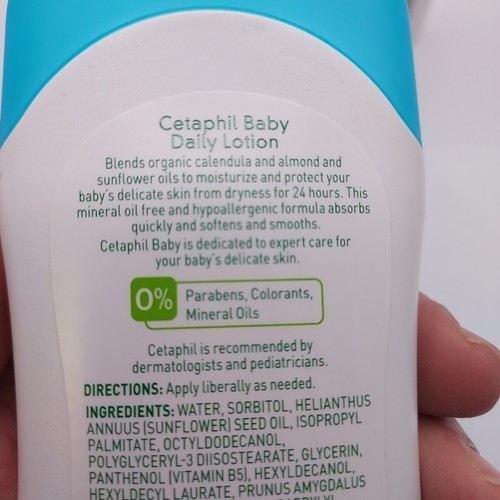 Cetaphil Baby
Daily Lotion
Blends organic calendula and almond and
sunflower oils to moisturize and protect your
baby's delicate skin from dryness for 24 hours. This
mineral oil free and hypoallergenic formula absorbs
quickly and softens and smooths.
Cetaphil Baby is dedicated to expert care for
your baby's delicate skin.
0% Parabens, Colorants,
Mineral Oils
Cetaphil is recommended by
dermatologists and pediatricians.
DIRECTIONS: Apply liberally as needed.
INGREDIENTS: WATER, SORBITOL, HELIANTHUS
ANNUUS (SUNFLOWER) SEED OIL, ISOPROPYL
PALMITATE, OCTYLDODECANOL,
POLYGLYCERYL-3 DIISOSTEARATE, GLYCERIN,
PANTHENOL (VITAMIN B5), HEXYLDECANOL,
HEXYLDECYL LAURATE, PRUNUS AMYGDALUS